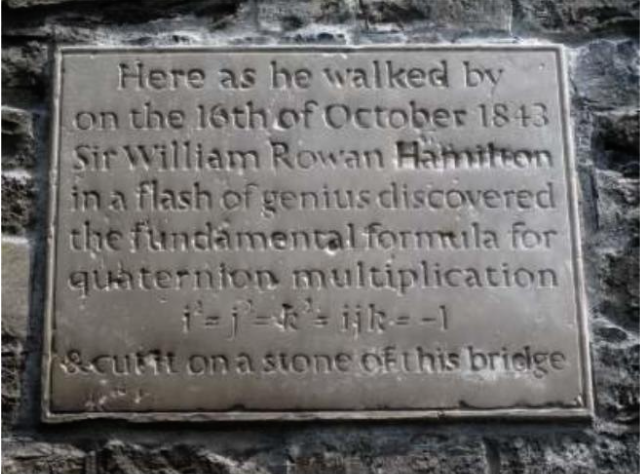 Here as he walked by
on the 16th of October 1843
Sir William Rowan Hamilton
in a flash of genius discovered
the fundamental formula for
quaternion multiplication
i² = j² = k² = ijk = -1
& cut it on a stone of this bridge